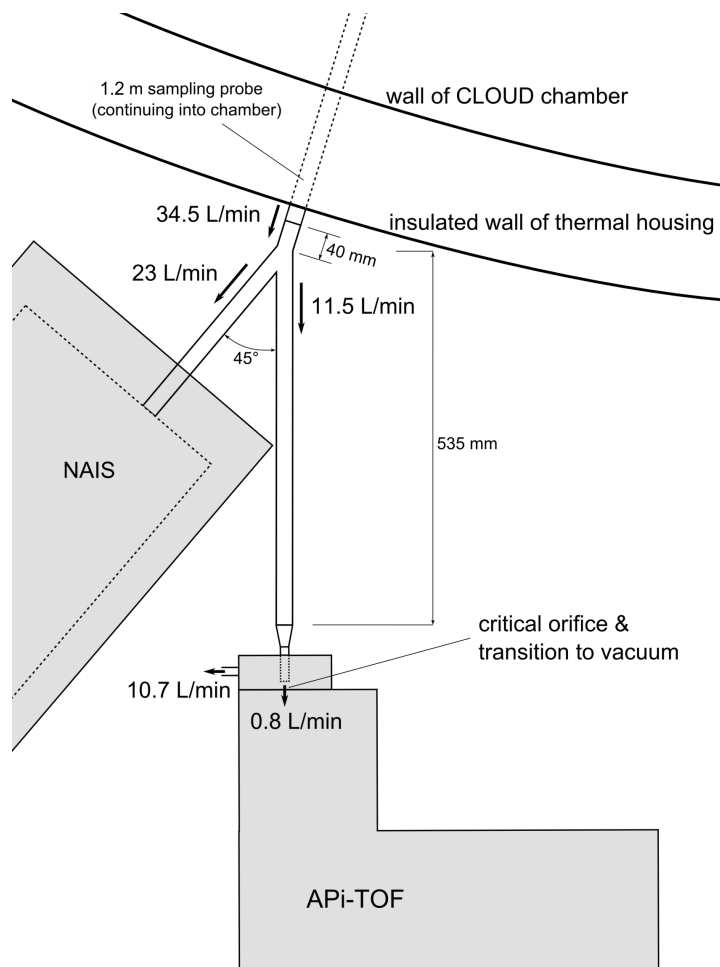 1.2 m sampling probe
(continuing into chamber)
wall of CLOUD chamber
34.5 L/min
insulated wall of thermal housing
40 mm
23 L/min
11.5 L/min
45°
535 mm
NAIS
critical orifice &
transition to vacuum
10.7 L/min
0.8 L/min
APi-TOF